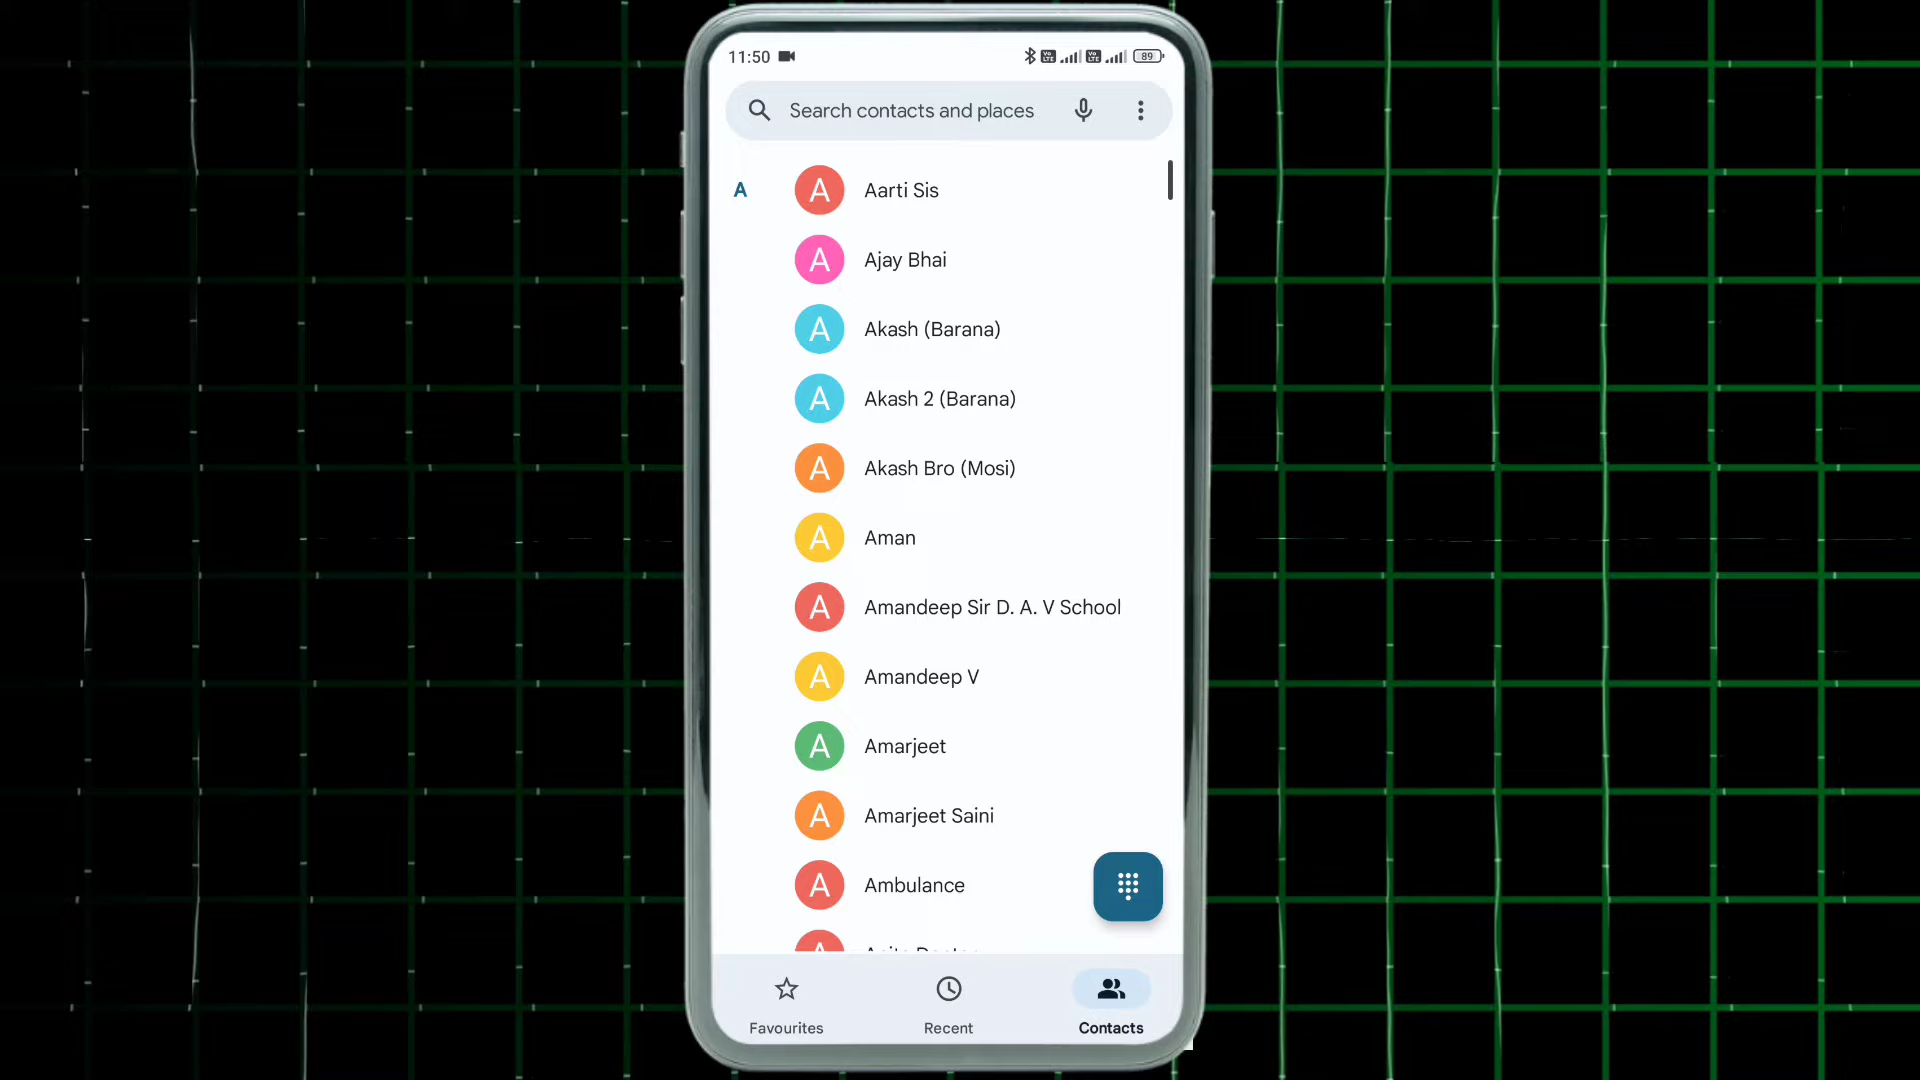 11:50
89
Search contacts and places
A
A Aarti Sis
A Ajay Bhai
A Akash (Barana)
A Akash 2 (Barana)
A Akash Bro (Mosi)
A Aman
A Amandeep Sir D. A. V School
A Amandeep V
A Amarjeet
A Amarjeet Saini
A Ambulance
Favourites
Recent
Contacts